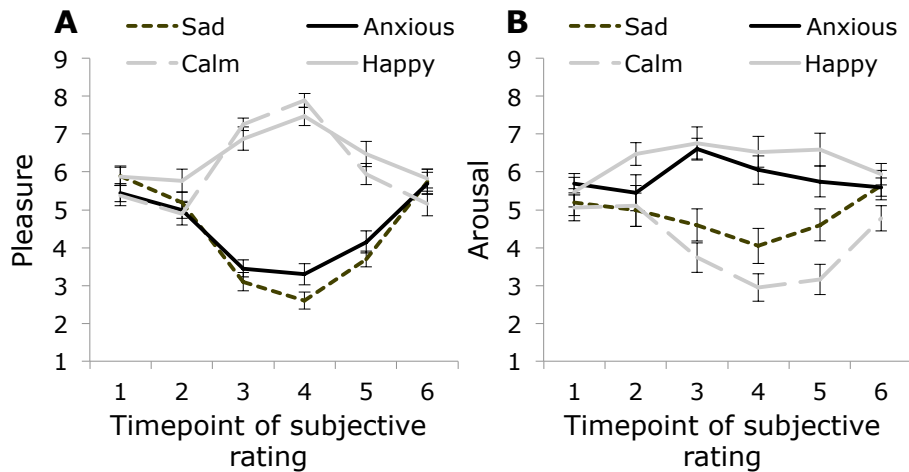 A
Sad
Anxious
Calm
Happy
Pleasure
9
8
7
6
5
4
3
2
1
1 2 3 4 5 6
Timepoint of subjective
rating
B
Sad
Anxious
Calm
Happy
Arousal
9
8
7
6
5
4
3
2
1
1 2 3 4 5 6
Timepoint of subjective
rating